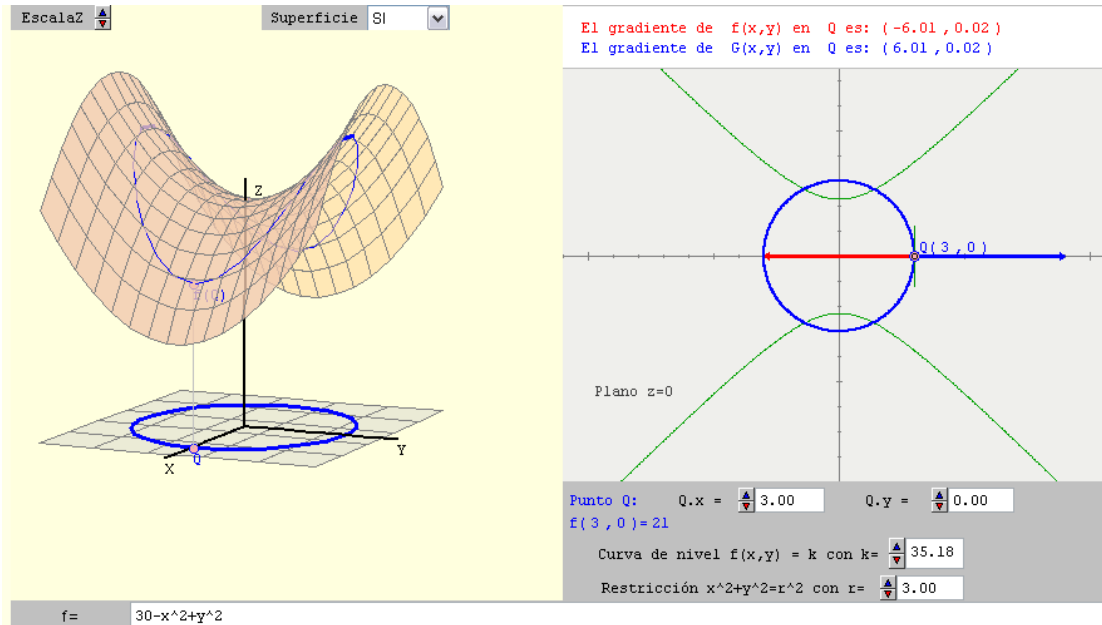 EscalaZ
Superficie SI
Z
f(Q)
Q
X
Y
El gradiente de f(x,y) en Q es: (-6.01,0.02)
El gradiente de G(x,y) en Q es: (6.01,0.02)
Q(3,0)
Plano z=0
Punto Q: Q.x = 3.00 Q.y = 0.00
f(3,0)=21
Curva de nivel f(x,y) = k con k= 35.18
Restricción x^2+y^2=r^2 con r= 3.00
f= 30-x^2+y^2